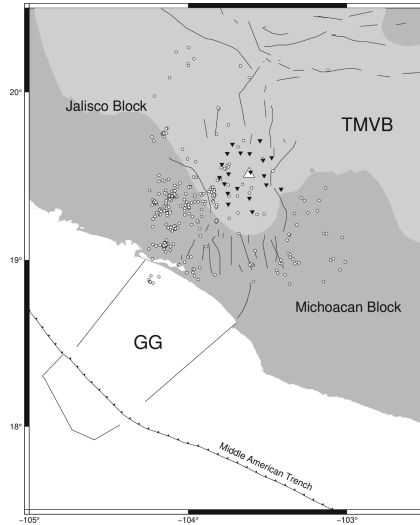 20°
Jalisco Block
TMVB
19°
Michoacan Block
GG
18°
Middle American Trench
−105°
−104°
−103°